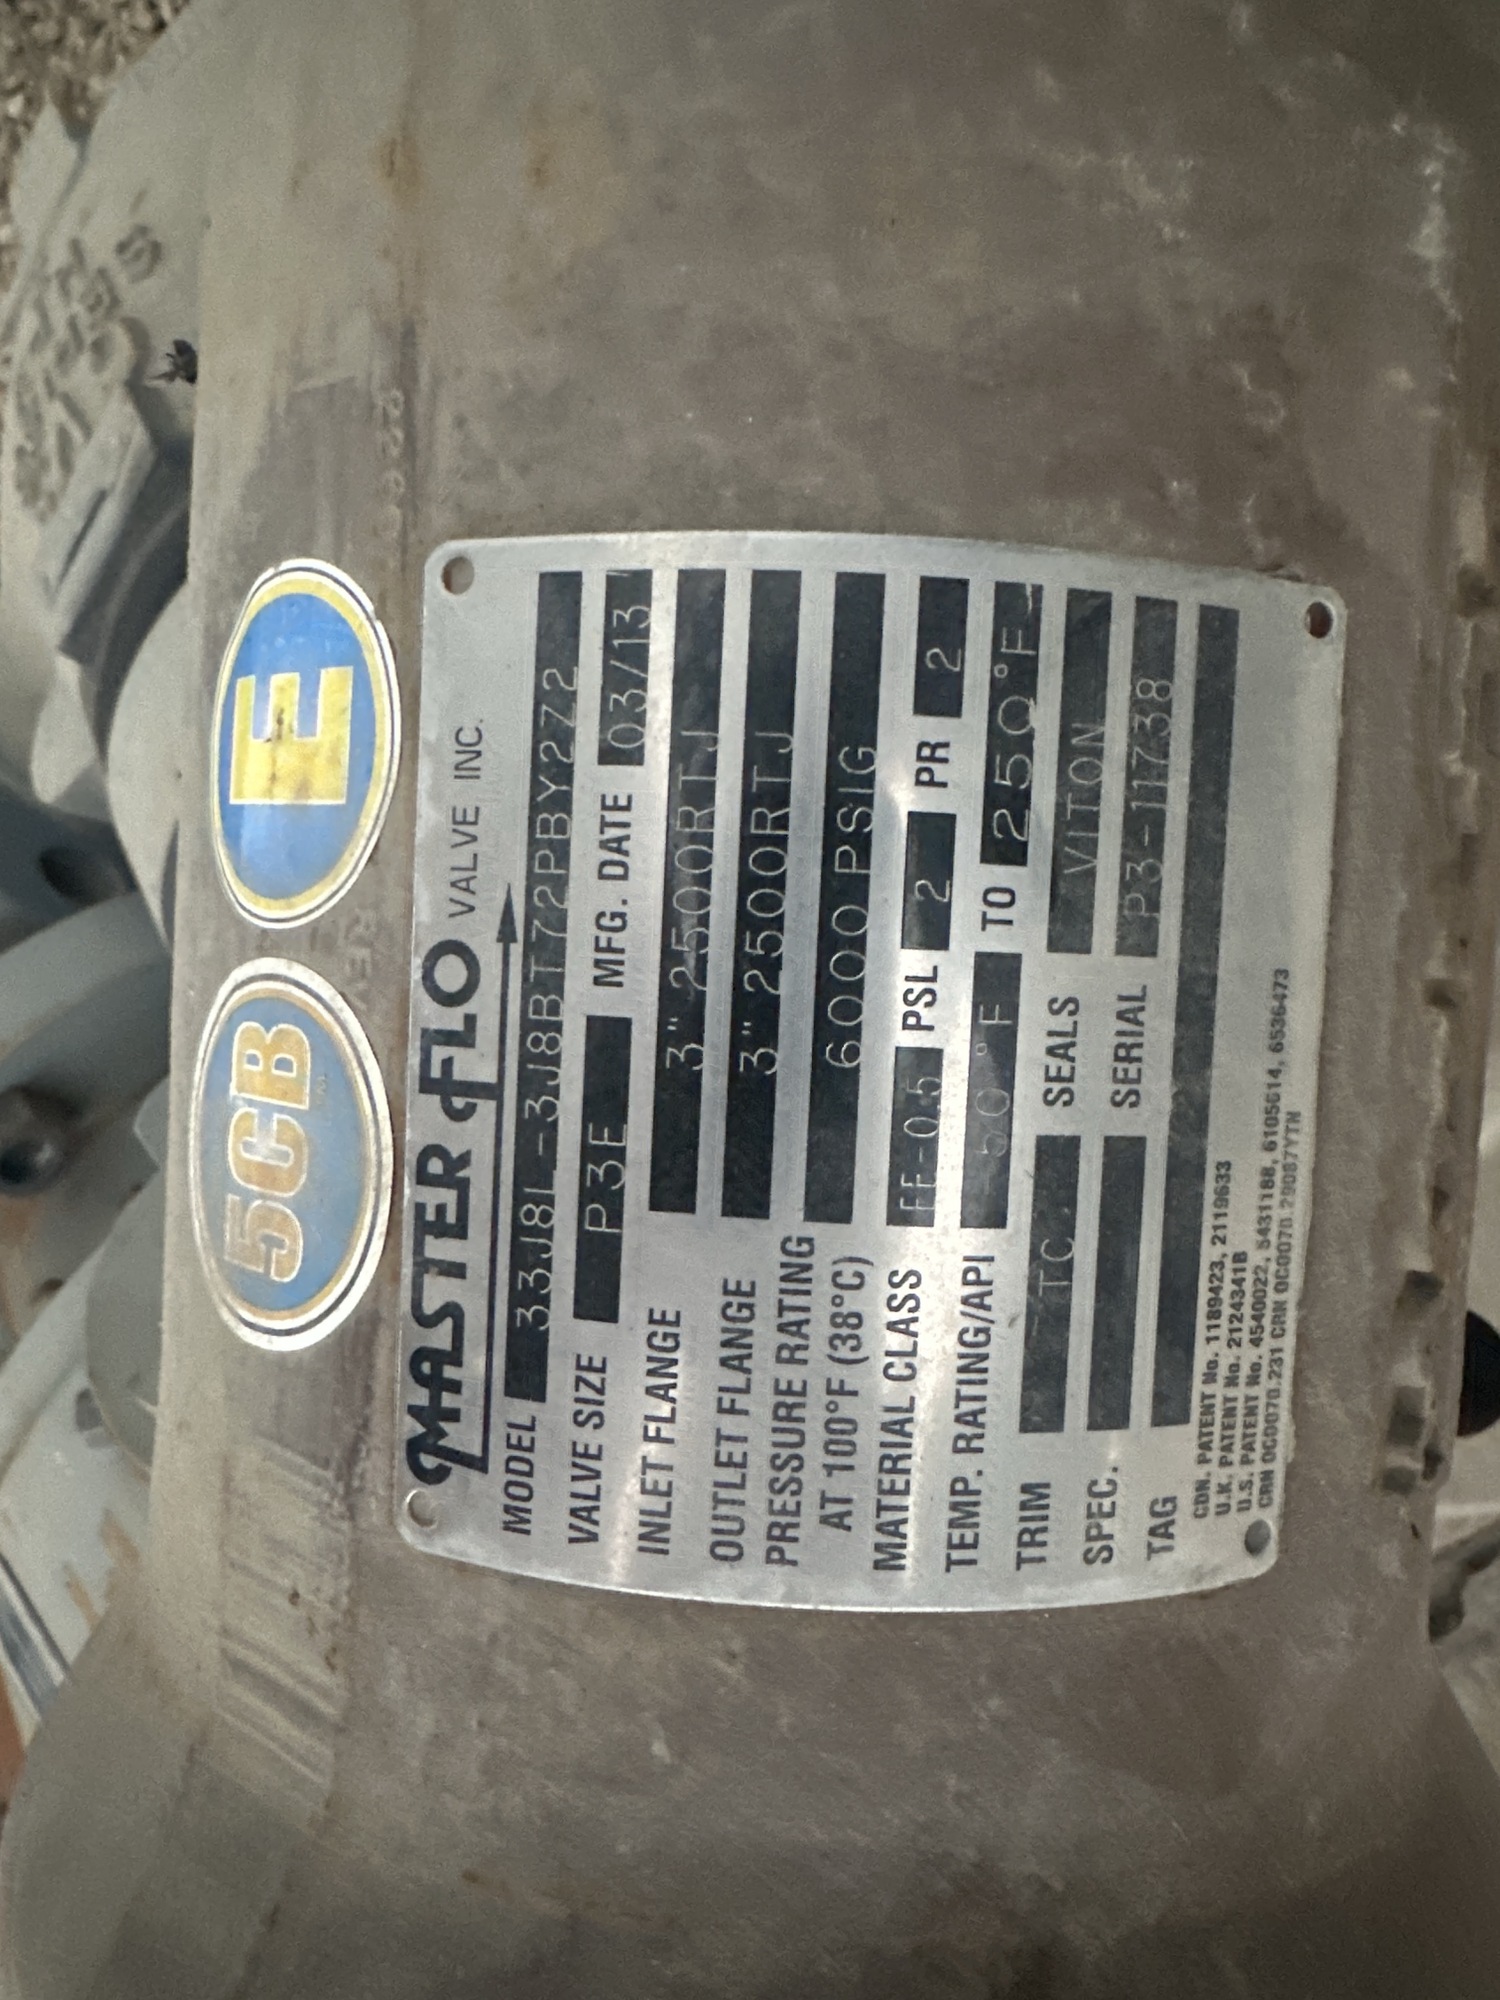 5CB E
MASTER FLO VALVE INC.
MODEL 33J8L-3J8BT72PBY2Z2
VALVE SIZE P3E MFG. DATE 03/13
INLET FLANGE 3" 2500RTJ
OUTLET FLANGE 3" 2500RTJ
PRESSURE RATING
AT 100°F (38°C) 6000 PSIG
MATERIAL CLASS EE-0.5 PSL 2 PR 2
TEMP. RATING/API -50°F TO 250°F
TRIM TC SEALS VITON
SPEC. SERIAL P3-11738
TAG
CDN. PATENT No. 1189423, 2119633
U.K. PATENT No. 2124341B
U.S. PATENT No. 4540022, 5431188, 6105614, 6536473
CRN 0C0070.231 CRN 0C0070.29087YTN